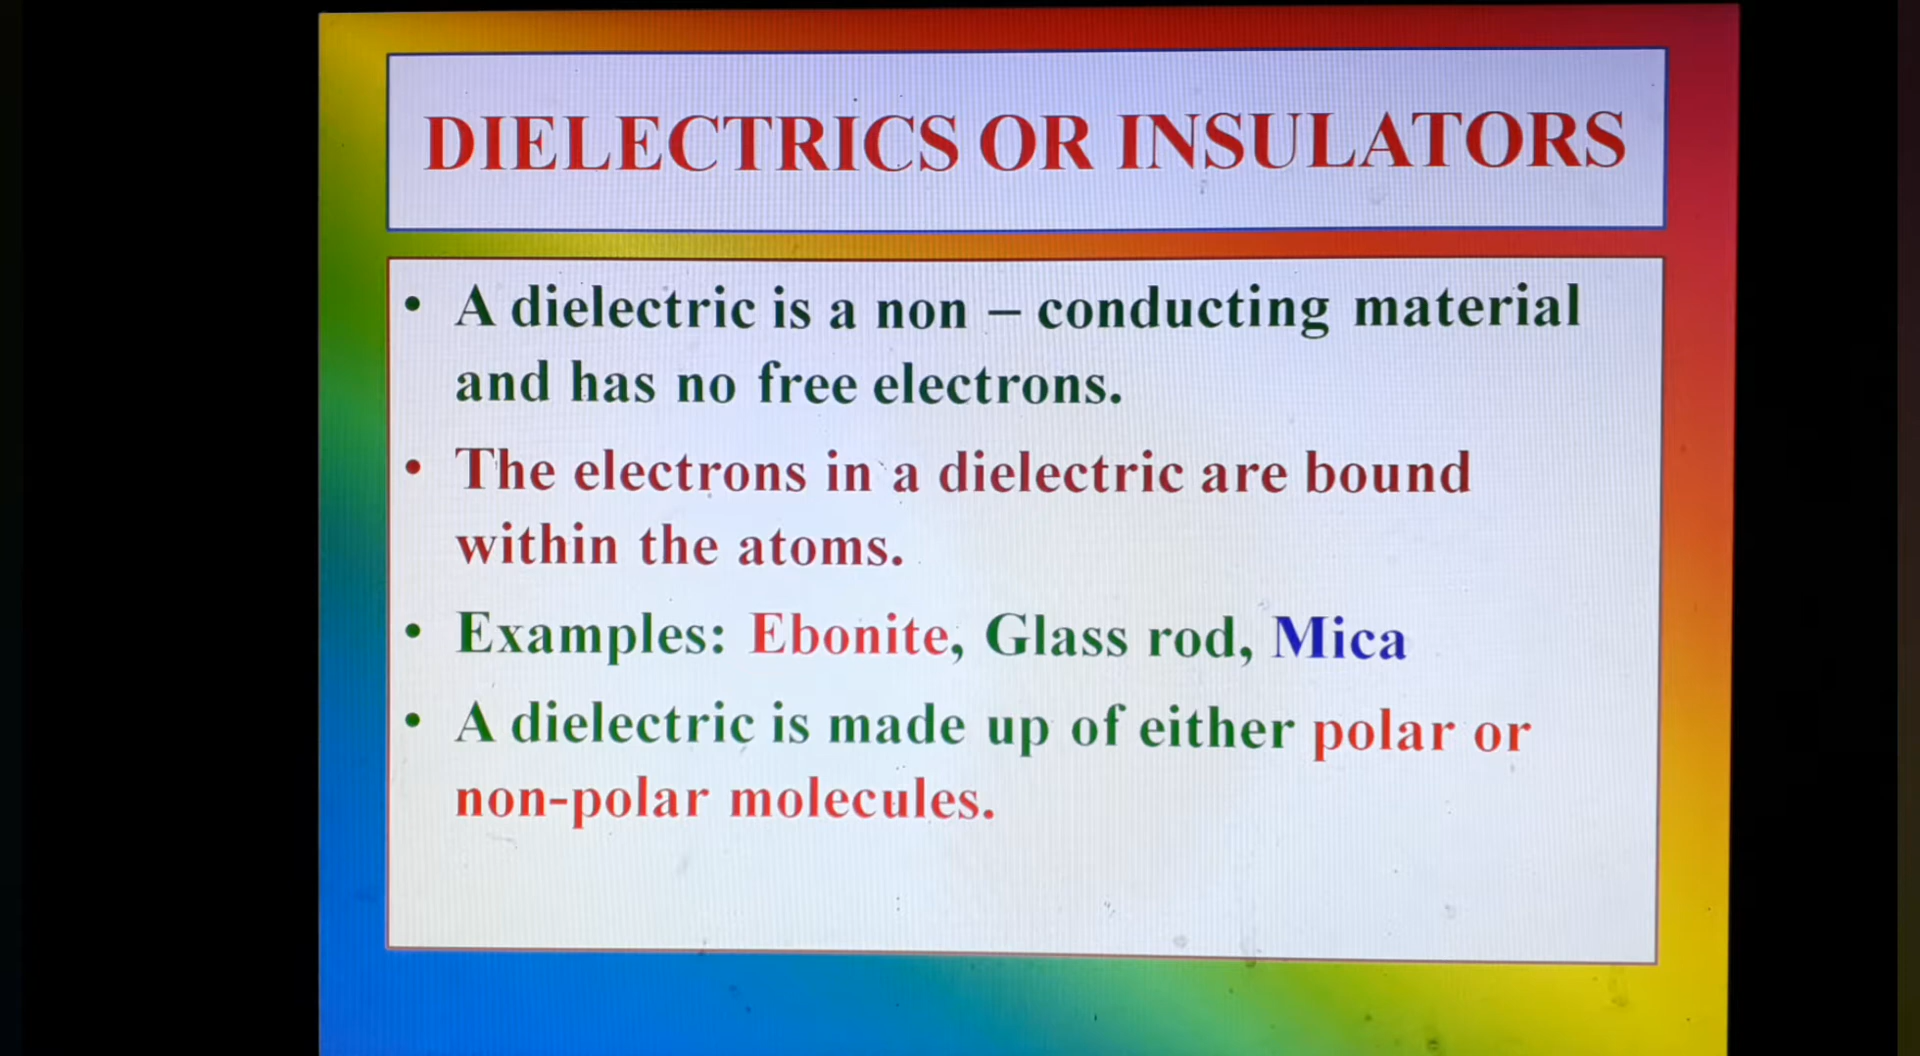 DIELECTRICS OR INSULATORS
• A dielectric is a non – conducting material
and has no free electrons.
• The electrons in a dielectric are bound
within the atoms.
• Examples: Ebonite, Glass rod, Mica
• A dielectric is made up of either polar or
non-polar molecules.